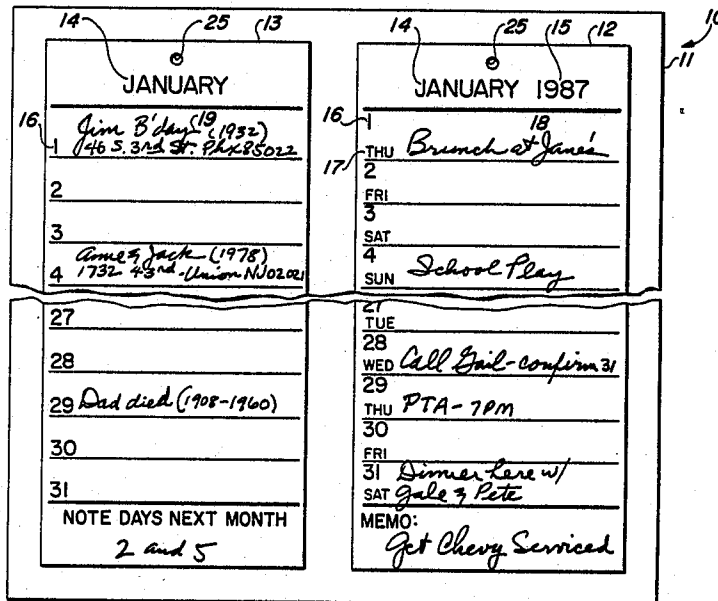 14 25 13
JANUARY
16 19
Jim B'day (1932)
1 46 S. 3rd St. Phx 85022
2
3
Anne & Jack (1978)
4 1732 43rd - Union NJ 02021
27
28
29 Dad died (1908-1960)
30
31
NOTE DAYS NEXT MONTH
2 and 5
14 25 15 12 10
11
JANUARY 1987
16 1 18
17 THU Brunch at Jane's
2
FRI
3
SAT
4
SUN School Play
27
TUE
28
WED Call Gail - confirm 31
29
THU PTA - 7PM
30
FRI
31 Dinner here w/
SAT Gale & Pete
MEMO:
Get Chevy Serviced